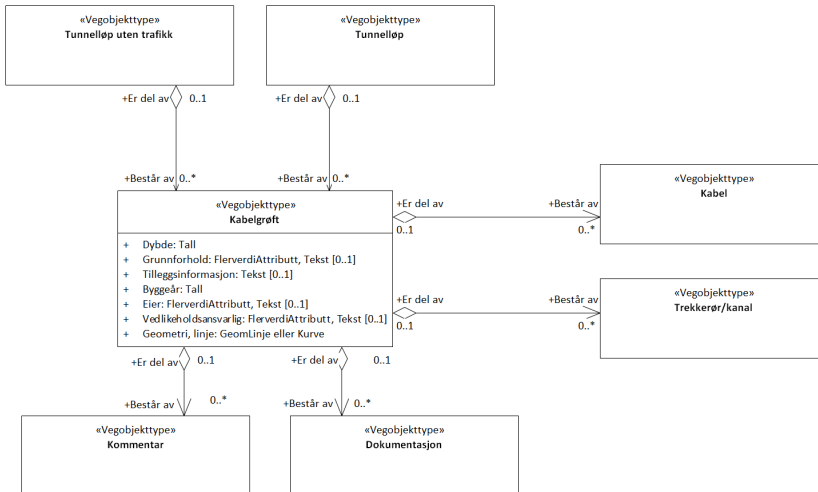 «Vegobjekttype»
Tunnelløp uten trafikk
«Vegobjekttype»
Tunnelløp
+Er del av 0..1
+Er del av 0..1
+Består av 0..*
+Består av 0..*
«Vegobjekttype»
Kabelgrøft
+ Dybde: Tall
+ Grunnforhold: FlerverdiAttributt, Tekst [0..1]
+ Tilleggsinformasjon: Tekst [0..1]
+ Byggeår: Tall
+ Eier: FlerverdiAttributt, Tekst [0..1]
+ Vedlikeholdsansvarlig: FlerverdiAttributt, Tekst [0..1]
+ Geometri, linje: GeomLinje eller Kurve
+Er del av
0..1
+Består av
0..*
«Vegobjekttype»
Kabel
+Er del av
0..1
+Består av
0..*
«Vegobjekttype»
Trekkerør/kanal
+Er del av 0..1
+Er del av 0..1
+Består av 0..*
+Består av 0..*
«Vegobjekttype»
Kommentar
«Vegobjekttype»
Dokumentasjon